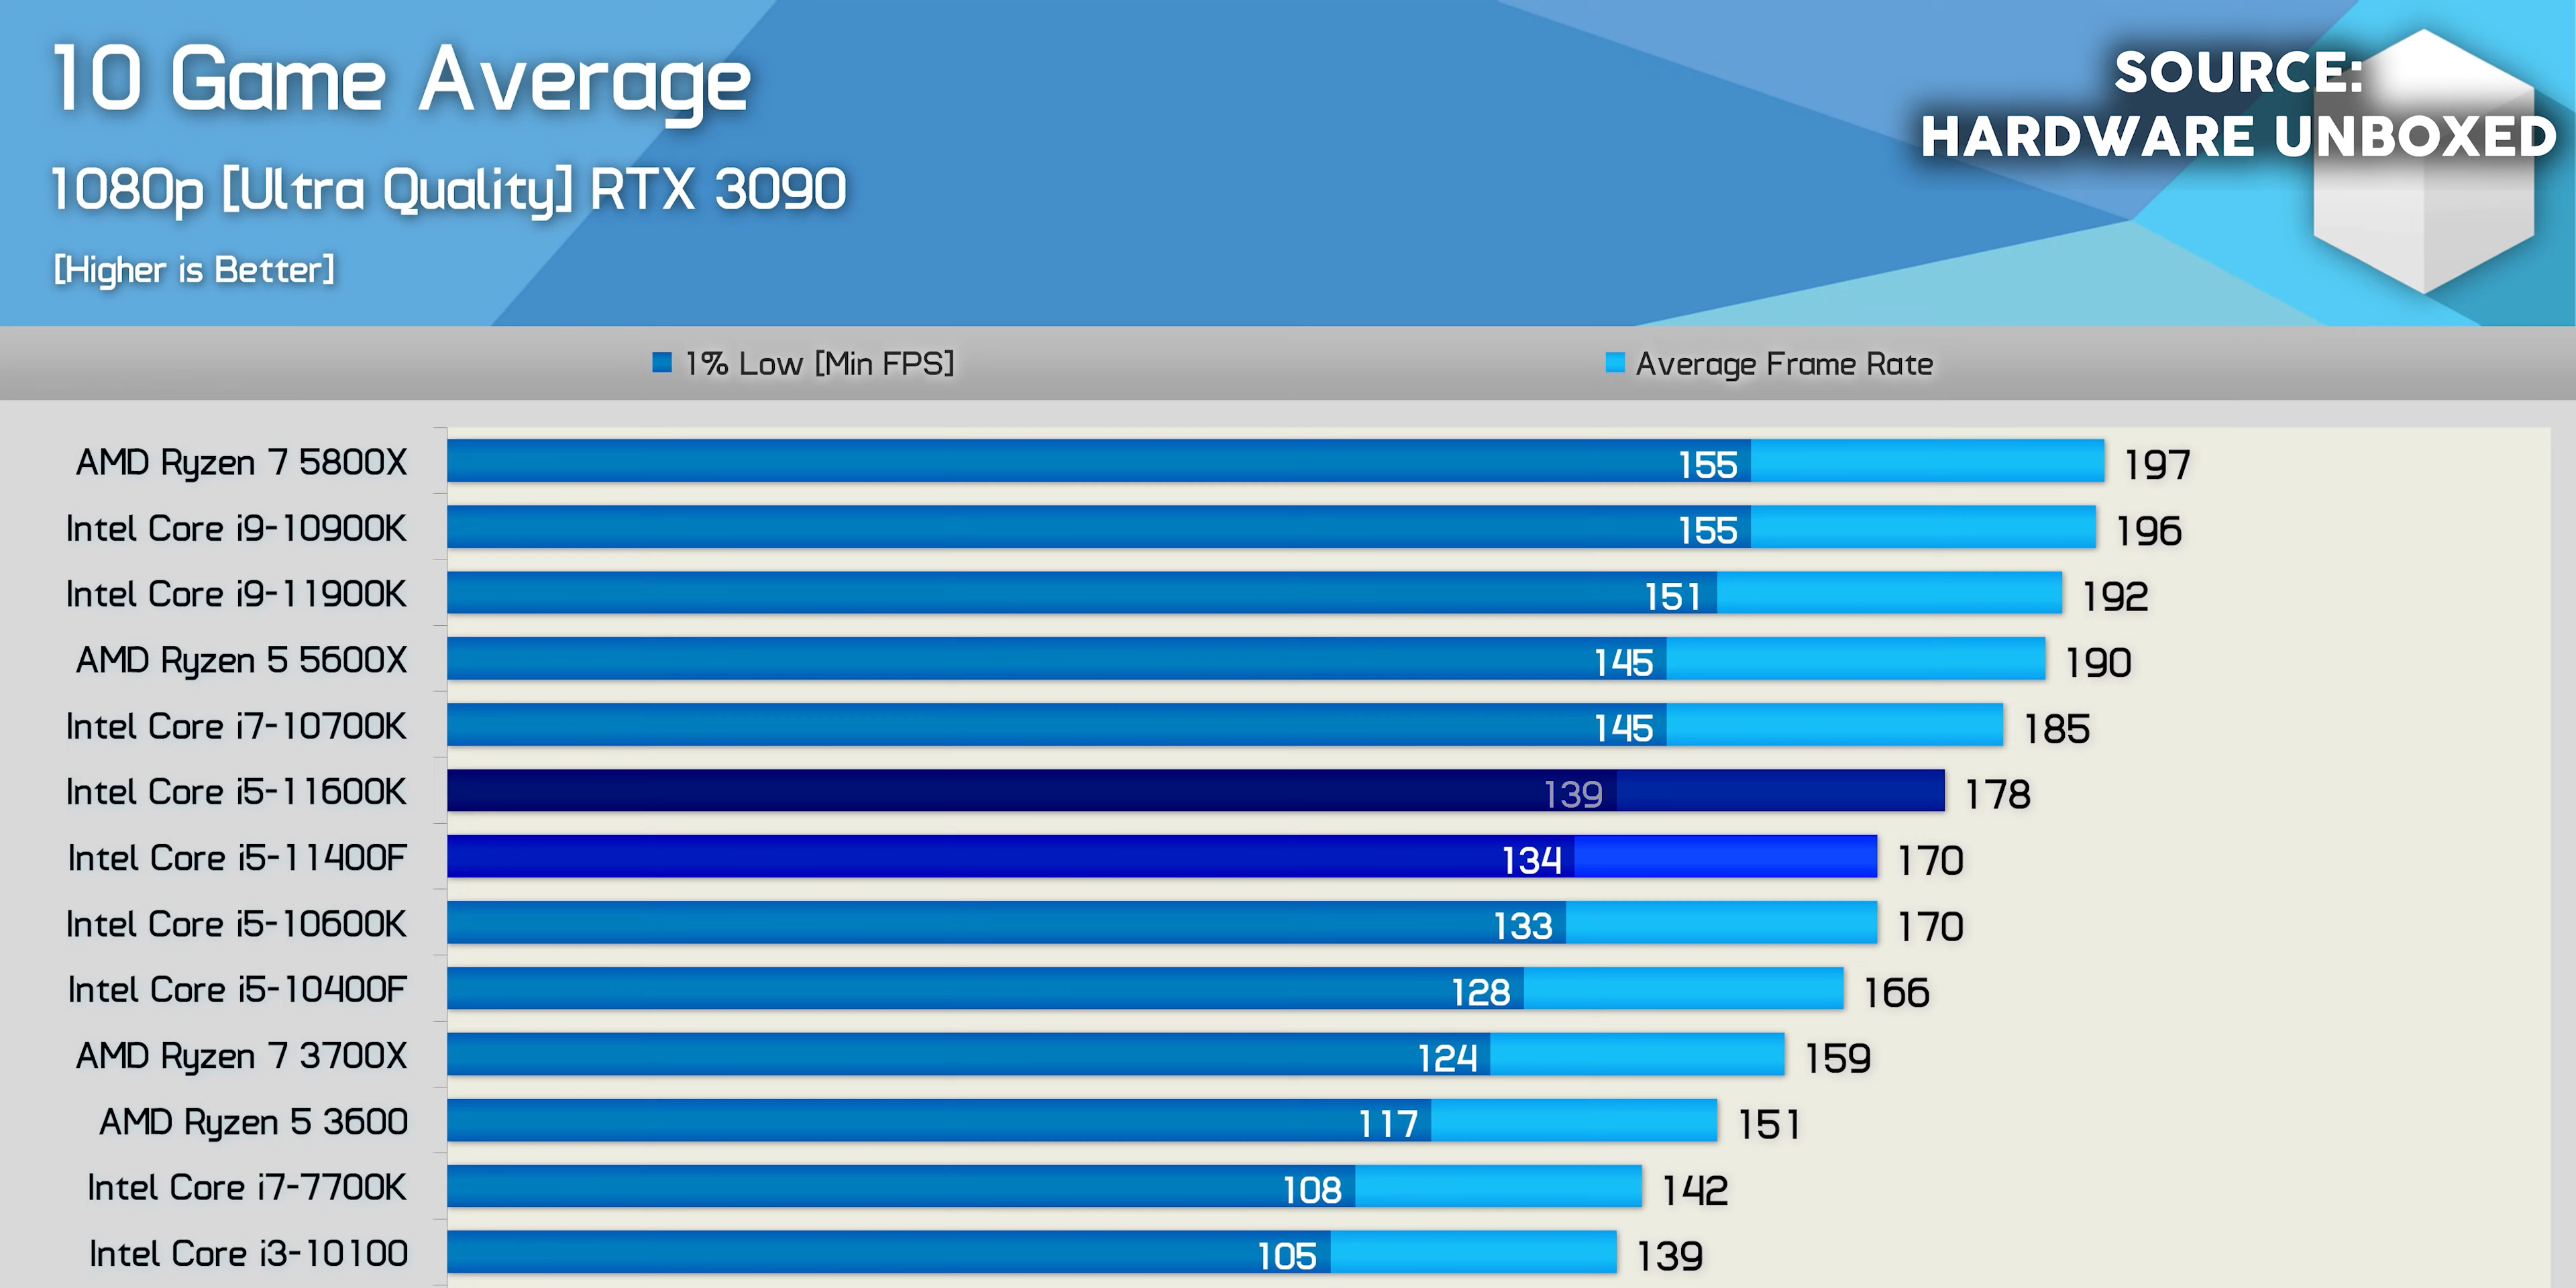 10 Game Average
1080p [Ultra Quality] RTX 3090
[Higher is Better]
SOURCE:
HARDWARE UNBOXED
1% Low [Min FPS] Average Frame Rate
AMD Ryzen 7 5800X 155 197
Intel Core i9-10900K 155 196
Intel Core i9-11900K 151 192
AMD Ryzen 5 5600X 145 190
Intel Core i7-10700K 145 185
Intel Core i5-11600K 139 178
Intel Core i5-11400F 134 170
Intel Core i5-10600K 133 170
Intel Core i5-10400F 128 166
AMD Ryzen 7 3700X 124 159
AMD Ryzen 5 3600 117 151
Intel Core i7-7700K 108 142
Intel Core i3-10100 105 139